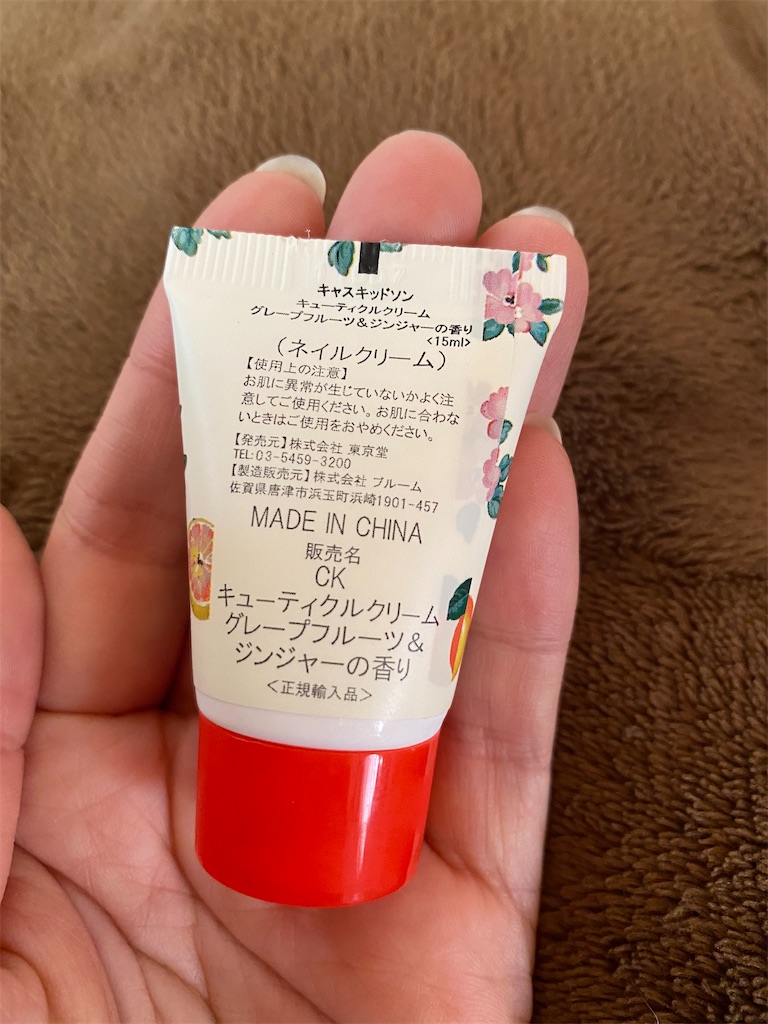 キャスキッドソン
キューティクルクリーム
グレープフルーツ＆ジンジャーの香り
<15ml>
（ネイルクリーム）
【使用上の注意】
お肌に異常が生じていないかよく注
意してご使用ください。お肌に合わな
いときはご使用をおやめください。
【発売元】株式会社 東京堂
TEL:03-5459-3200
【製造販売元】株式会社 ブルーム
佐賀県唐津市浜玉町浜崎1901-457
MADE IN CHINA
販売名
CK
キューティクルクリーム
グレープフルーツ＆
ジンジャーの香り
＜正規輸入品＞